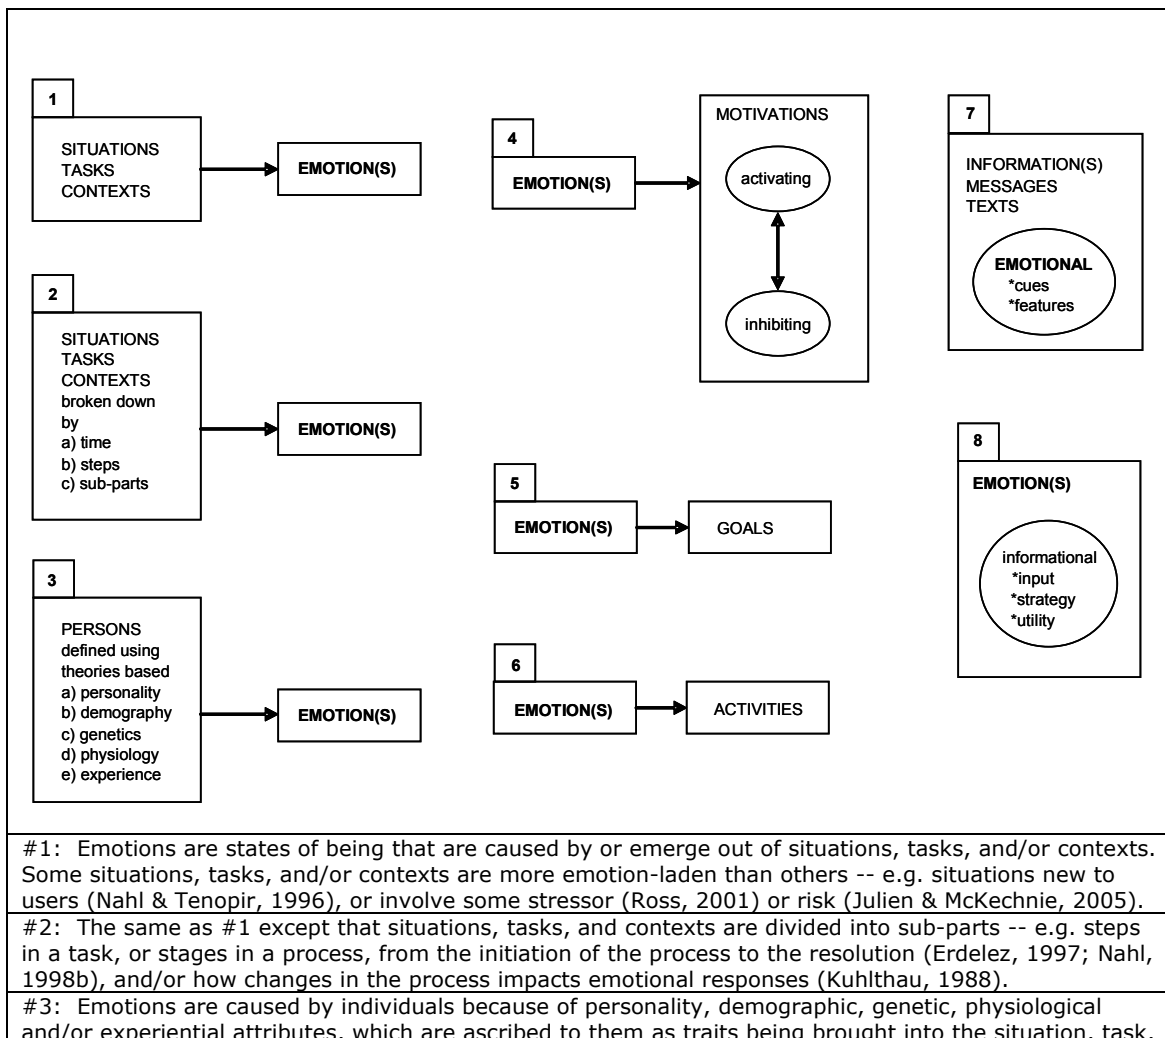 1
SITUATIONS
TASKS
CONTEXTS
EMOTION(S)
2
SITUATIONS
TASKS
CONTEXTS
broken down
by
a) time
b) steps
c) sub-parts
EMOTION(S)
3
PERSONS
defined using
theories based
a) personality
b) demography
c) genetics
d) physiology
e) experience
EMOTION(S)
4
EMOTION(S)
MOTIVATIONS
activating
inhibiting
5
EMOTION(S)
GOALS
6
EMOTION(S)
ACTIVITIES
7
INFORMATION(S)
MESSAGES
TEXTS
EMOTIONAL
*cues
*features
8
EMOTION(S)
informational
*input
*strategy
*utility
#1: Emotions are states of being that are caused by or emerge out of situations, tasks, and/or contexts.
Some situations, tasks, and/or contexts are more emotion-laden than others -- e.g. situations new to
users (Nahl & Tenopir, 1996), or involve some stressor (Ross, 2001) or risk (Julien & McKechnie, 2005).
#2: The same as #1 except that situations, tasks, and contexts are divided into sub-parts -- e.g. steps
in a task, or stages in a process, from the initiation of the process to the resolution (Erdelez, 1997; Nahl,
1998b), and/or how changes in the process impacts emotional responses (Kuhlthau, 1988).
#3: Emotions are caused by individuals because of personality, demographic, genetic, physiological
and/or experiential attributes, which are ascribed to them as traits being brought into the situation, task,